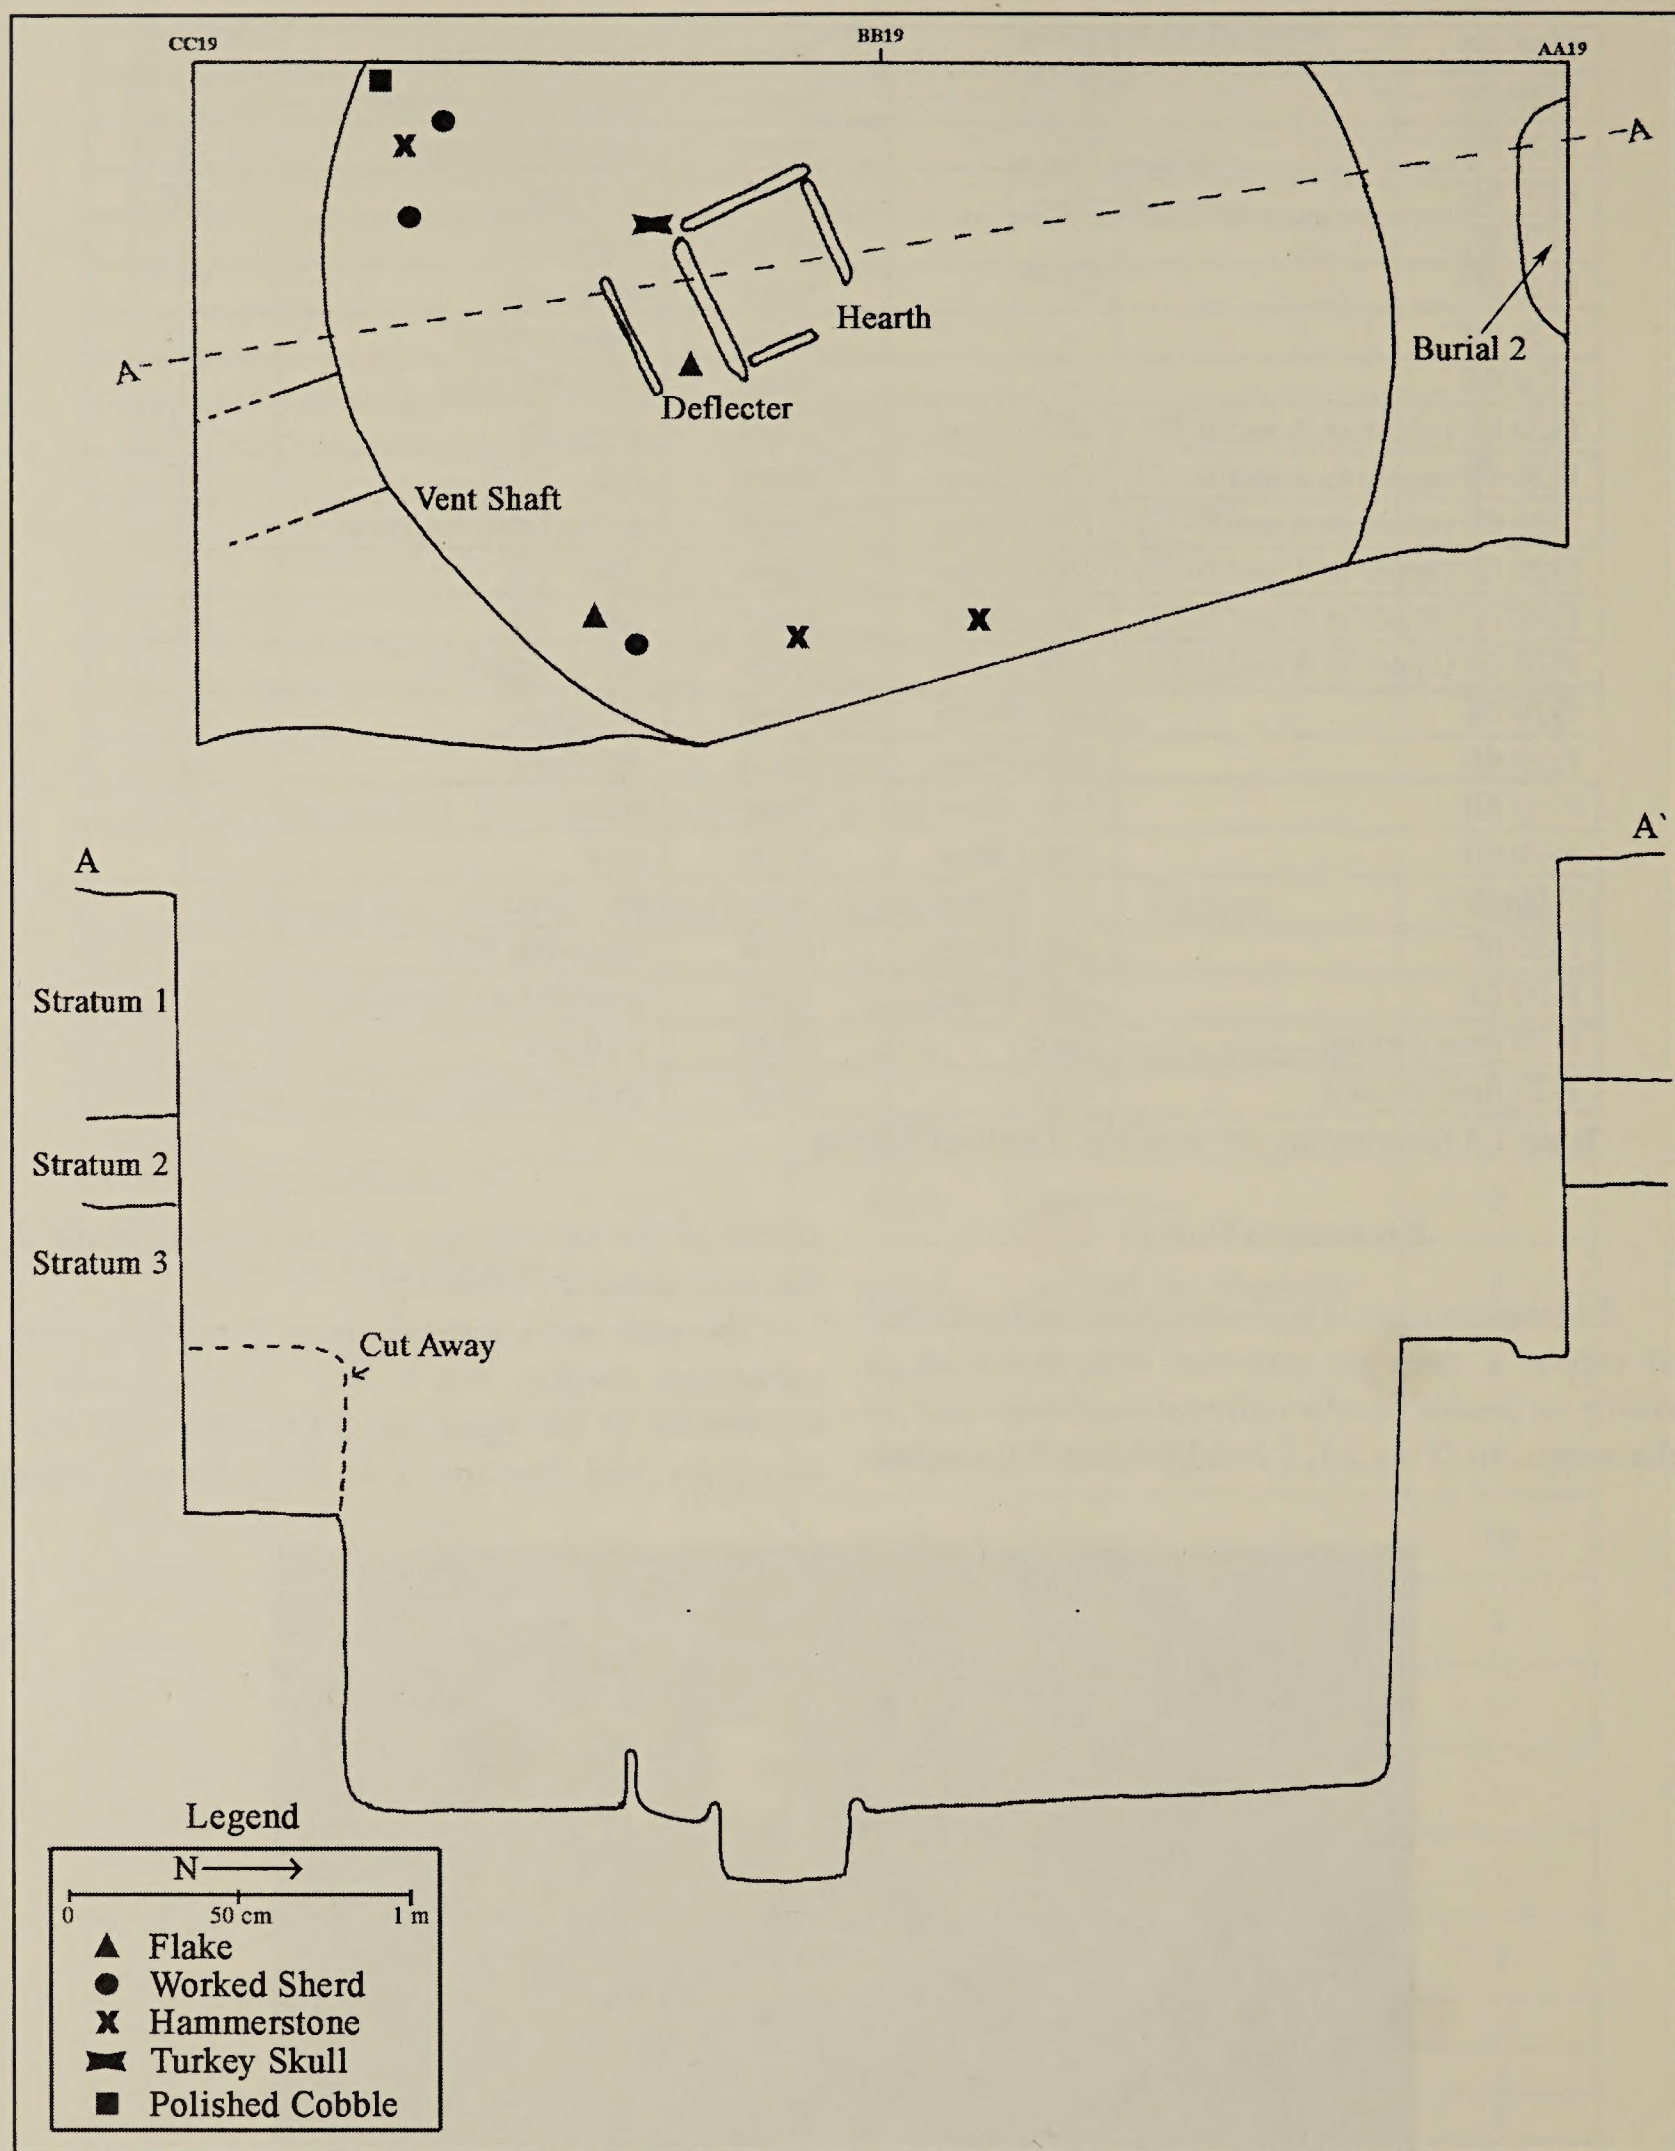 CC19
BB19
AA19
A
A
Hearth
Burial 2
Deflecter
Vent Shaft
A
A`
Stratum 1
Stratum 2
Stratum 3
Cut Away
Legend
N
0 50 cm 1 m
Flake
Worked Sherd
X Hammerstone
Turkey Skull
Polished Cobble